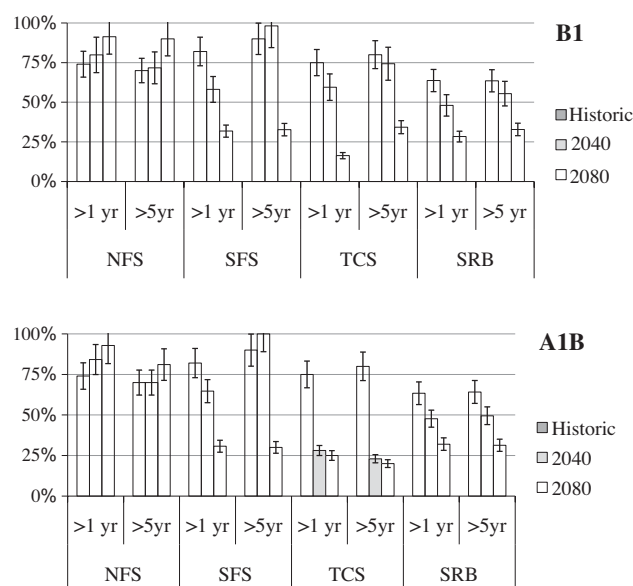 100%
75%
50%
25%
0%
>1 yr >5yr >1 yr >5yr >1 yr >5yr >1 yr >5 yr
NFS SFS TCS SRB
B1
Historic
2040
2080
100%
75%
50%
25%
0%
>1 yr >5yr >1 yr >5yr >1 yr >5yr >1 yr >5yr
NFS SFS TCS SRB
A1B
Historic
2040
2080